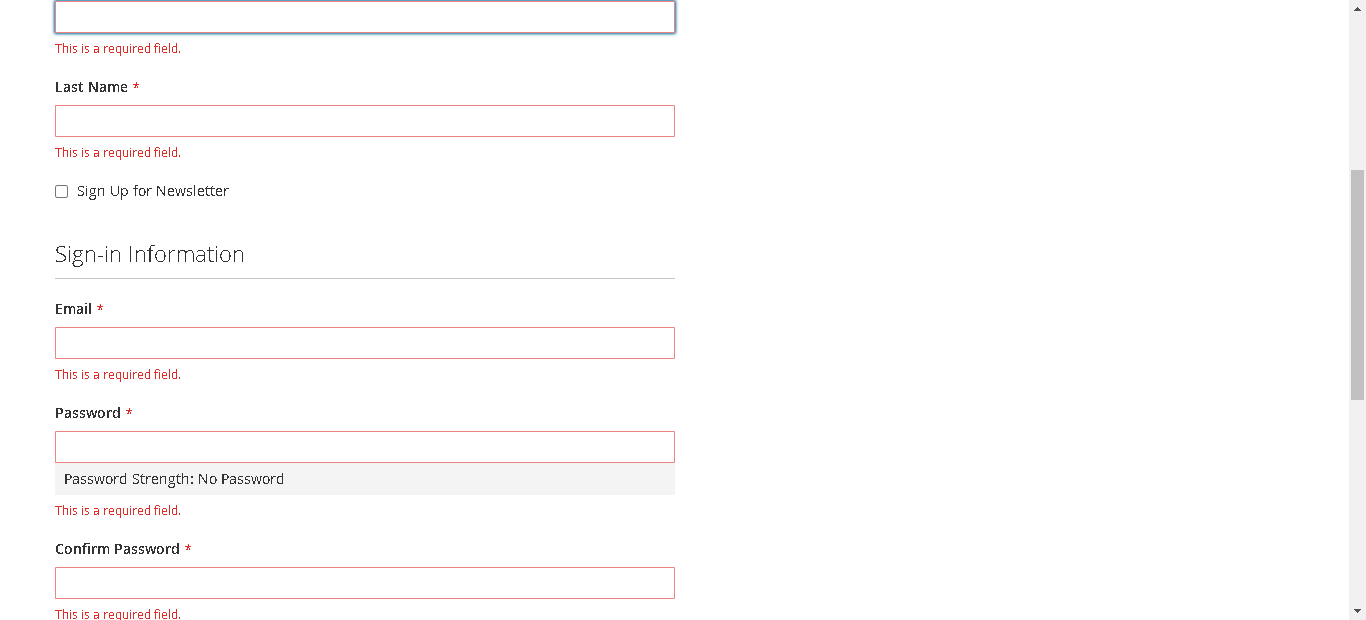 This is a required field.
Last Name *
This is a required field.
Sign Up for Newsletter
Sign-in Information
Email *
This is a required field.
Password *
Password Strength: No Password
This is a required field.
Confirm Password *
This is a required field.